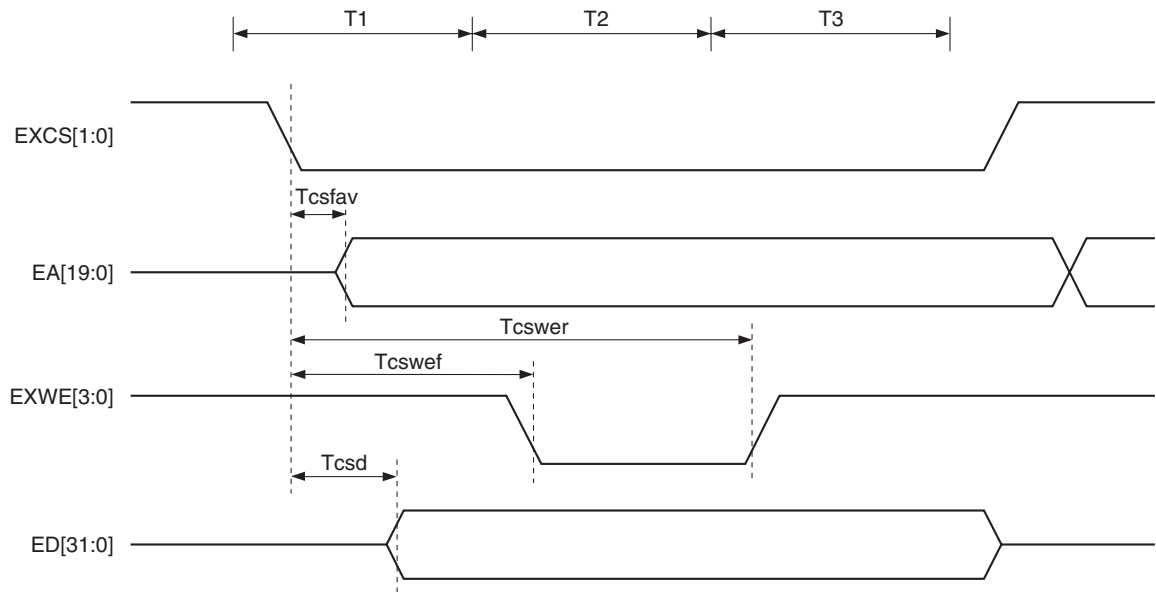 T1 T2 T3
EXCS[1:0]
Tcsfav
EA[19:0]
Tcswer
Tcswef
EXWE[3:0]
Tcsd
ED[31:0]